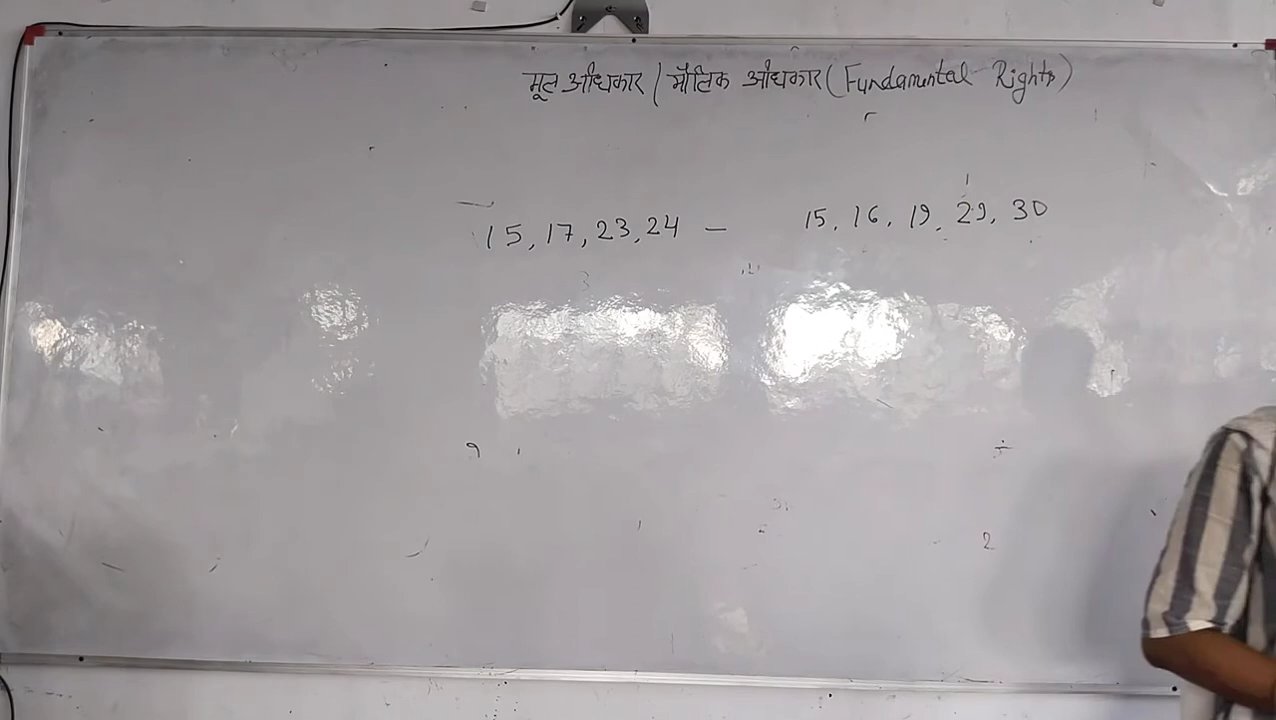 मूल अधिकार / मौलिक अधिकार (Fundamental Rights)
15, 17, 23, 24 — 15, 16, 19, 29, 30